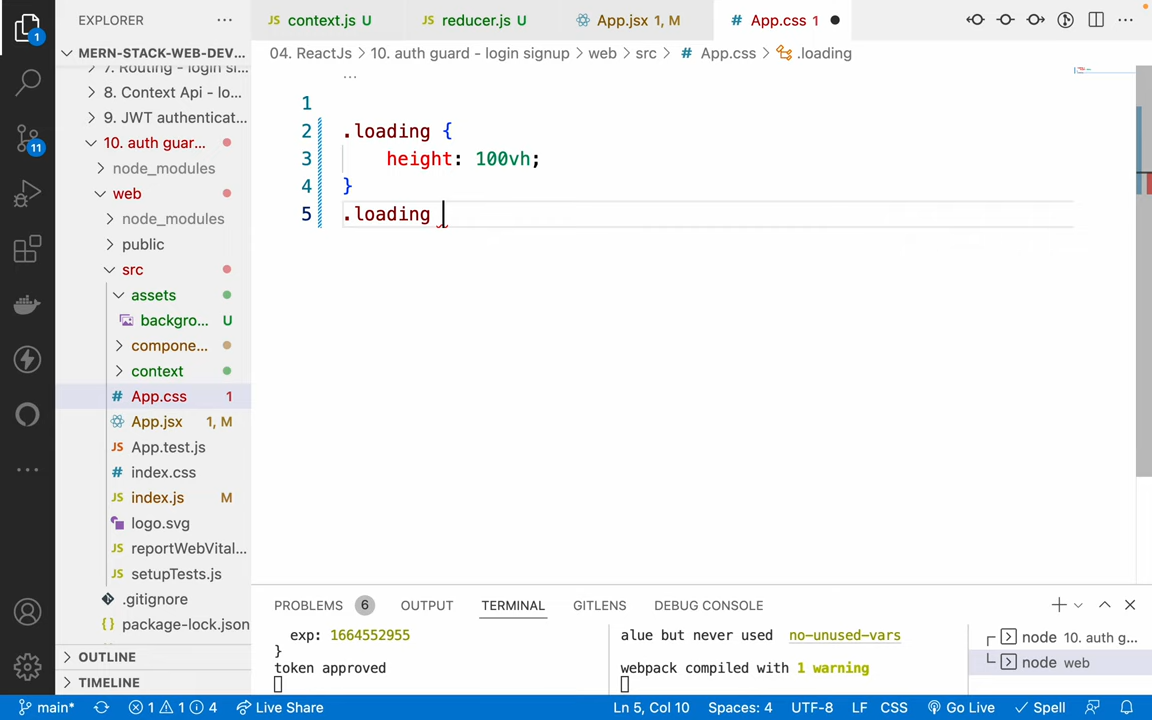 EXPLORER ...
context.js U
reducer.js U
App.jsx 1, M
# App.css 1
MERN-STACK-WEB-DEV...
04. ReactJs > 10. auth guard - login signup > web > src > # App.css > .loading
7. Routing - login si...
8. Context Api - lo...
9. JWT authenticat...
10. auth guar...
node_modules
web
node_modules
public
src
assets
backgro... U
compone...
context
# App.css 1
App.jsx 1, M
JS App.test.js
# index.css
JS index.js M
logo.svg
JS reportWebVital...
JS setupTests.js
.gitignore
{} package-lock.json
OUTLINE
TIMELINE
1
11
...
1
2 .loading {
3 height: 100vh;
4 }
5 .loading
PROBLEMS 6 OUTPUT TERMINAL GITLENS DEBUG CONSOLE
exp: 1664552955
}
token approved
alue but never used no-unused-vars
webpack compiled with 1 warning
node 10. auth g...
node web
main* 1 1 4 Live Share Ln 5, Col 10 Spaces: 4 UTF-8 LF CSS Go Live Spell